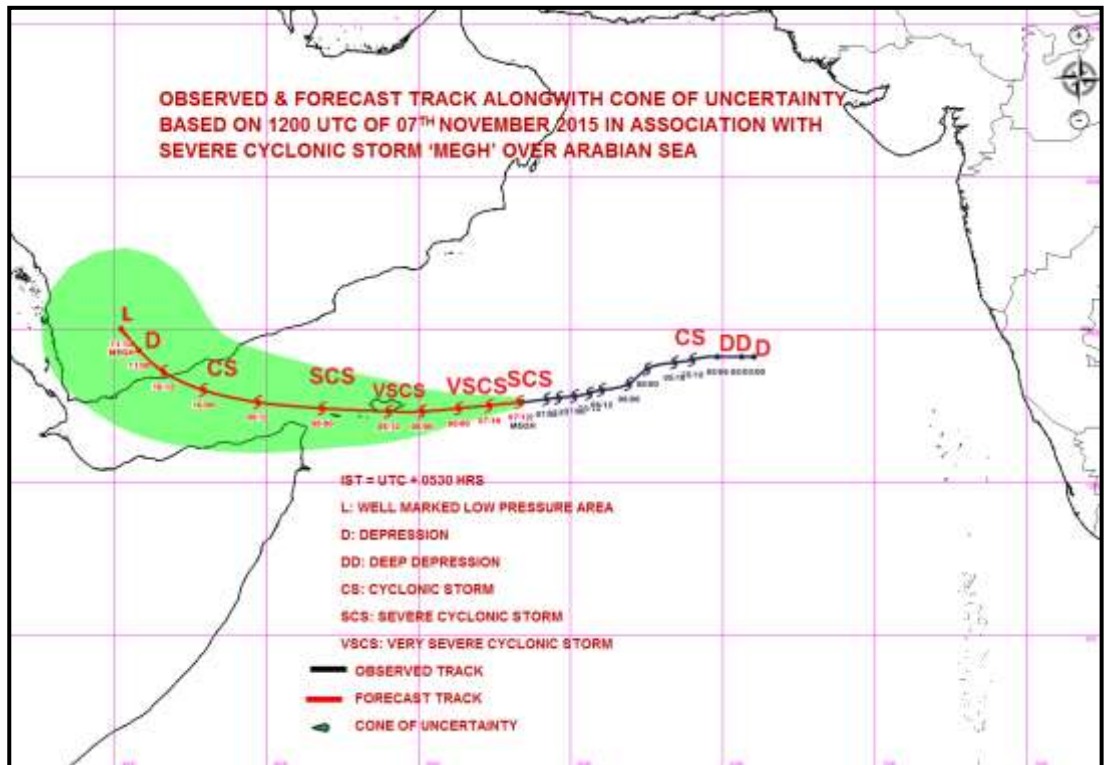 OBSERVED & FORECAST TRACK ALONGWITH CONE OF UNCERTAINTY
BASED ON 1200 UTC OF 07TH NOVEMBER 2015 IN ASSOCIATION WITH
SEVERE CYCLONIC STORM ‘MEGH’ OVER ARABIAN SEA
L
D
CS
SCS
VSCS
VSCS
SCS
CS
DD
D
MEGH
MEGH
IST = UTC + 0530 HRS
L: WELL MARKED LOW PRESSURE AREA
D: DEPRESSION
DD: DEEP DEPRESSION
CS: CYCLONIC STORM
SCS: SEVERE CYCLONIC STORM
VSCS: VERY SEVERE CYCLONIC STORM
OBSERVED TRACK
FORECAST TRACK
CONE OF UNCERTAINTY